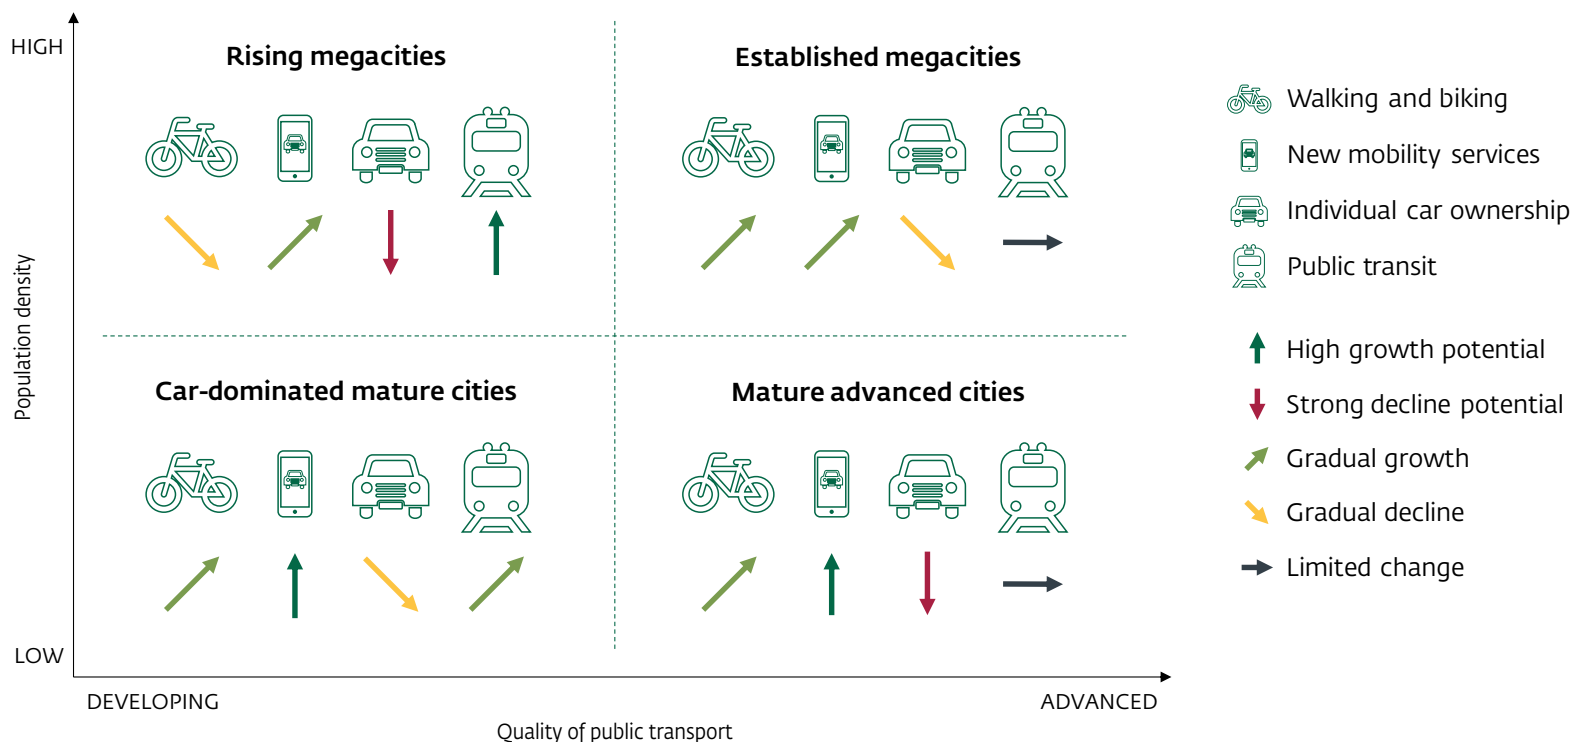 HIGH
Rising megacities
Established megacities
Walking and biking
New mobility services
Individual car ownership
Public transit
Population density
High growth potential
Strong decline potential
Gradual growth
Gradual decline
Limited change
Car-dominated mature cities
Mature advanced cities
LOW
DEVELOPING
ADVANCED
Quality of public transport